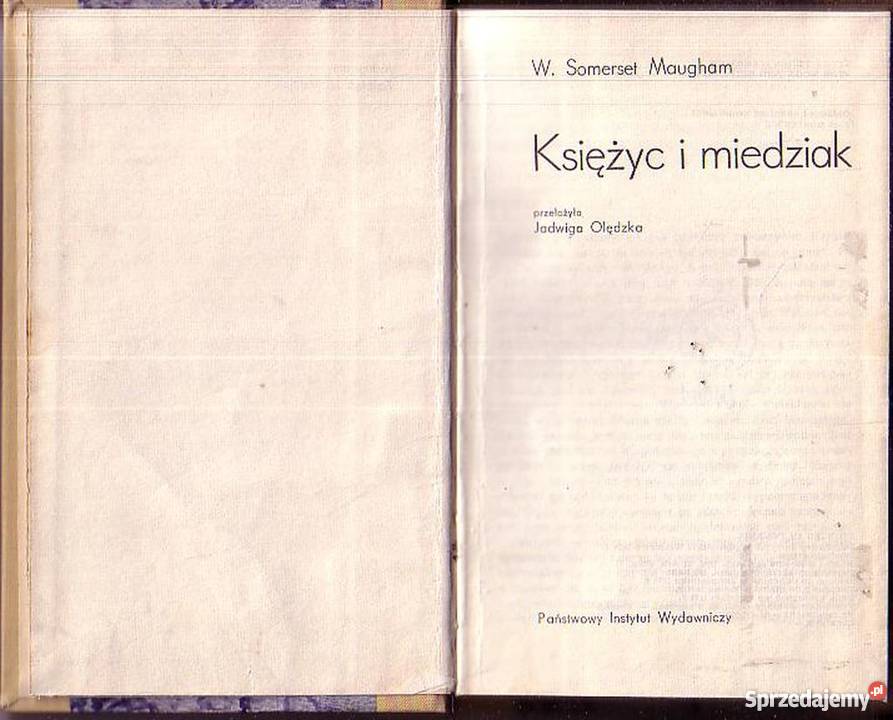 W. Somerset Maugham
Księżyc i miedziak
przełożyła
Jadwiga Olędzka
Państwowy Instytut Wydawniczy
Sprzedajemy.pl